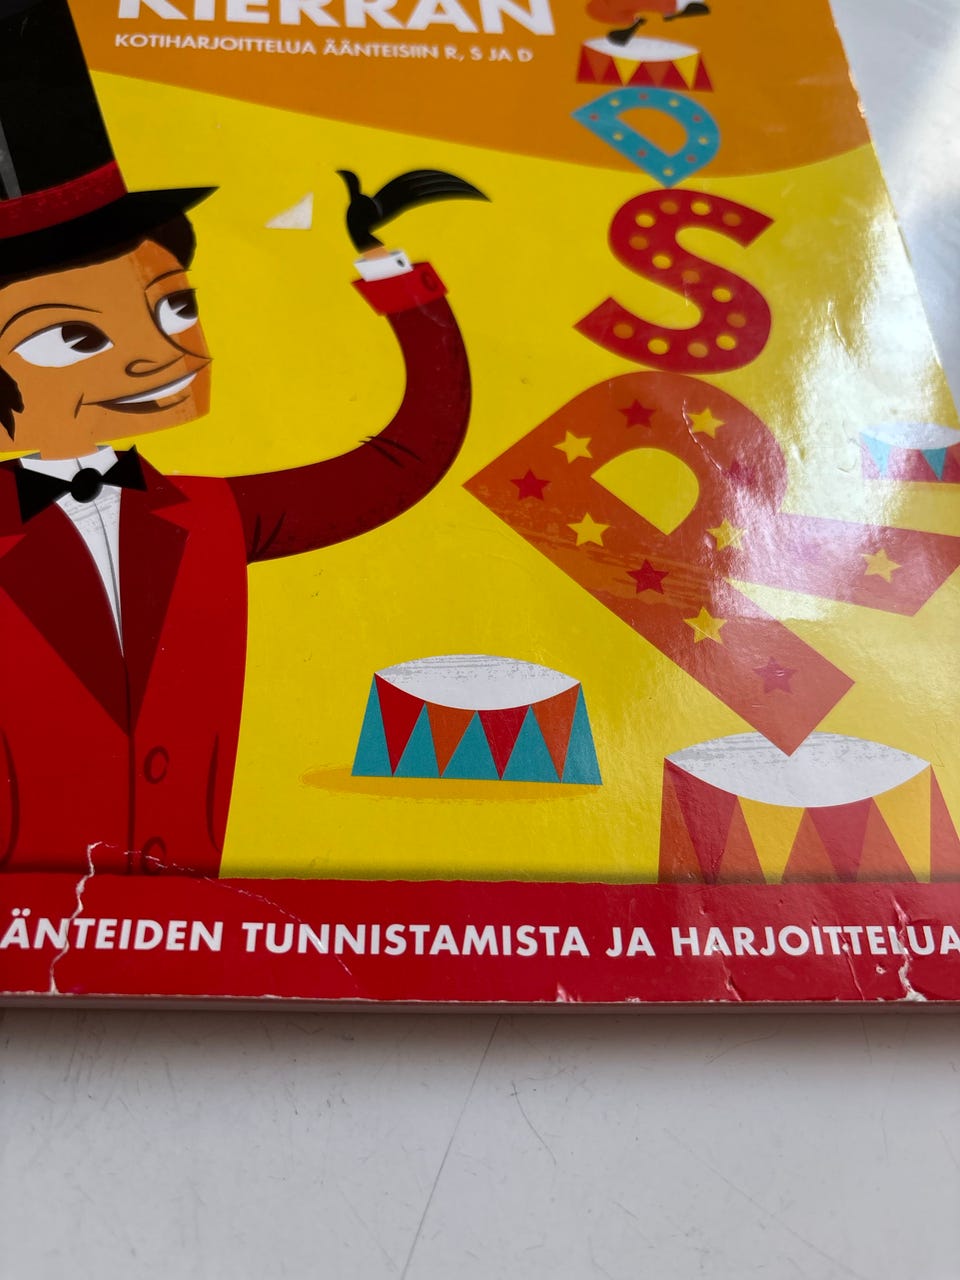 KIERRÄN
KOTIHARJOITTELUA ÄÄNTEISIIN R, S JA D
D
S
R
ÄNTEIDEN TUNNISTAMISTA JA HARJOITTELUA